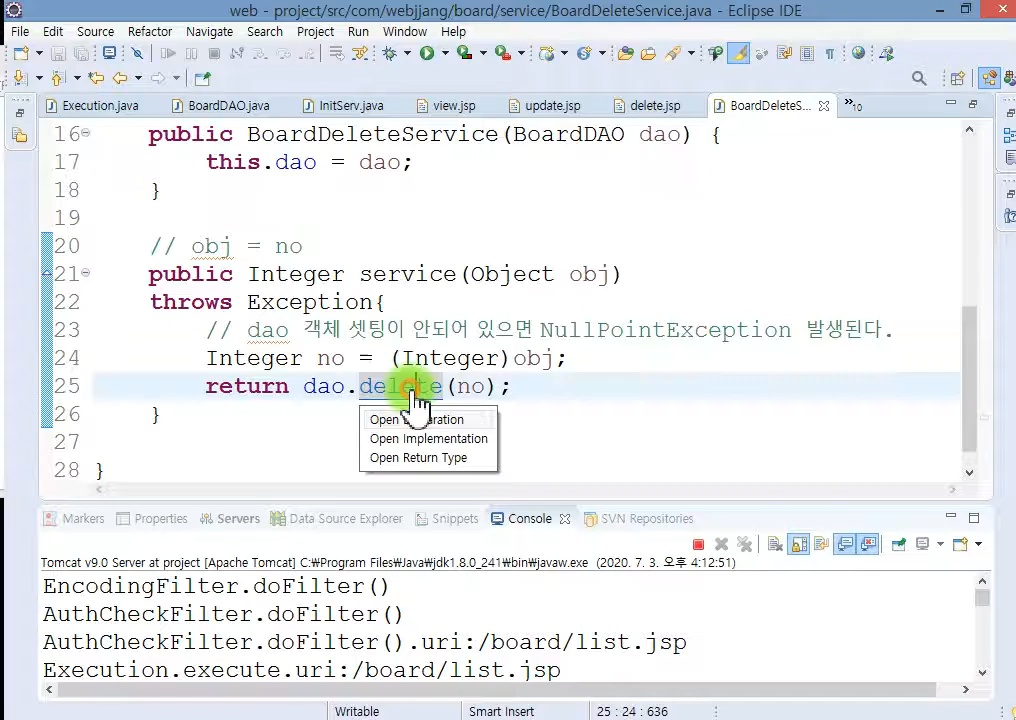 web - project/src/com/webjjang/board/service/BoardDeleteService.java - Eclipse IDE
File Edit Source Refactor Navigate Search Project Run Window Help
Execution.java BoardDAO.java InitServ.java view.jsp update.jsp delete.jsp BoardDeleteS... »10
16 public BoardDeleteService(BoardDAO dao) {
17 this.dao = dao;
18 }
19
20 // obj = no
21 public Integer service(Object obj)
22 throws Exception{
23 // dao 객체 셋팅이 안되어 있으면 NullPointException 발생된다.
24 Integer no = (Integer)obj;
25 return dao.delete(no);
26 }
Open
Open Implementation
27
Open Return Type
28 }
Markers Properties Servers Data Source Explorer Snippets Console SVN Repositories
Tomcat v9.0 Server at project [Apache Tomcat] C:₩Program Files₩Java₩jdk1.8.0_241₩bin₩javaw.exe (2020. 7. 3. 오후 4:12:51)
EncodingFilter.doFilter()
AuthCheckFilter.doFilter()
AuthCheckFilter.doFilter().uri:/board/list.jsp
Execution.execute.uri:/board/list.jsp
Writable Smart Insert 25 : 24 : 636